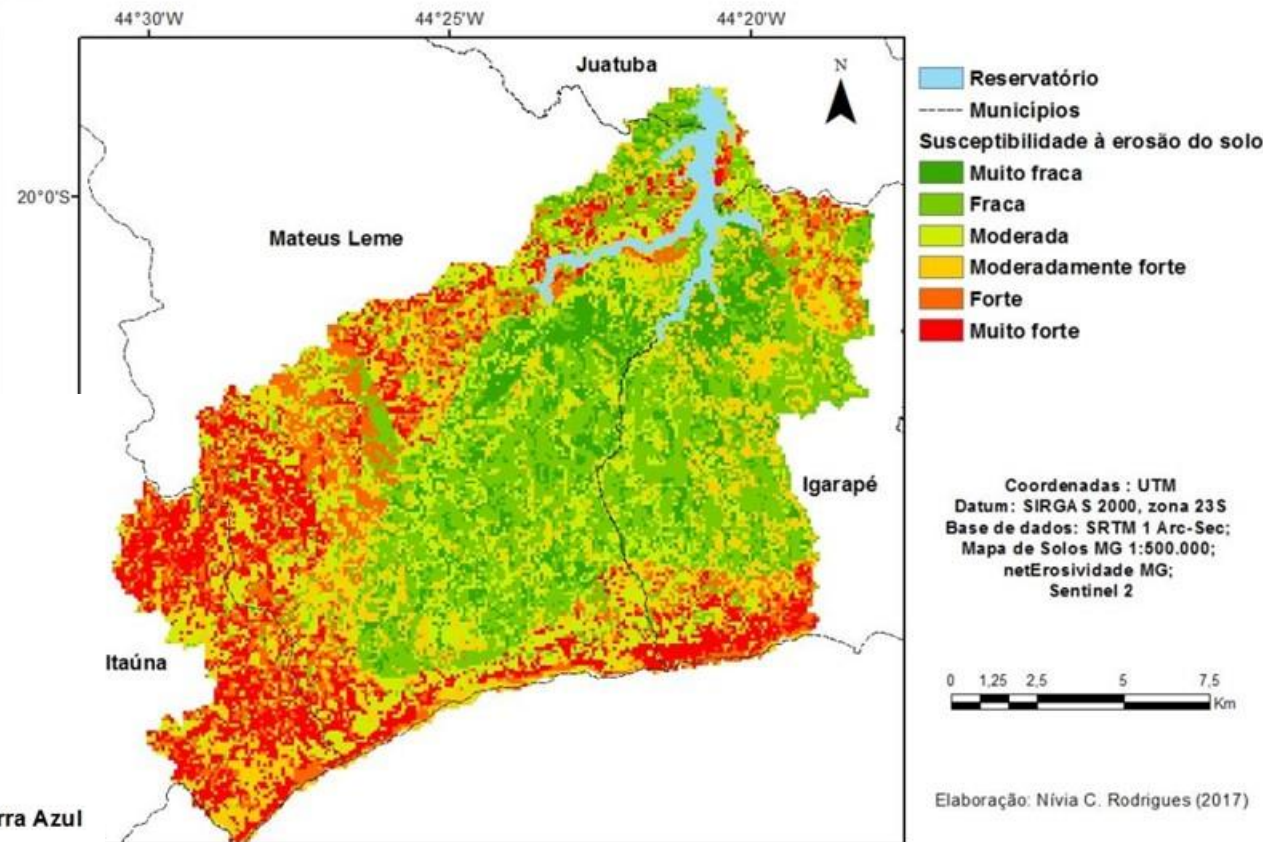 44°30'W
44°25'W
44°20'W
20°0'S
Juatuba
N
Mateus Leme
Igarapé
Itaúna
rra Azul
Reservatório
Municípios
Susceptibilidade à erosão do solo
Muito fraca
Fraca
Moderada
Moderadamente forte
Forte
Muito forte
Coordenadas : UTM
Datum: SIRGAS 2000, zona 23S
Base de dados: SRTM 1 Arc-Sec;
Mapa de Solos MG 1:500.000;
netErosividade MG;
Sentinel 2
0 1,25 2,5 5 7,5
Km
Elaboração: Nívia C. Rodrigues (2017)